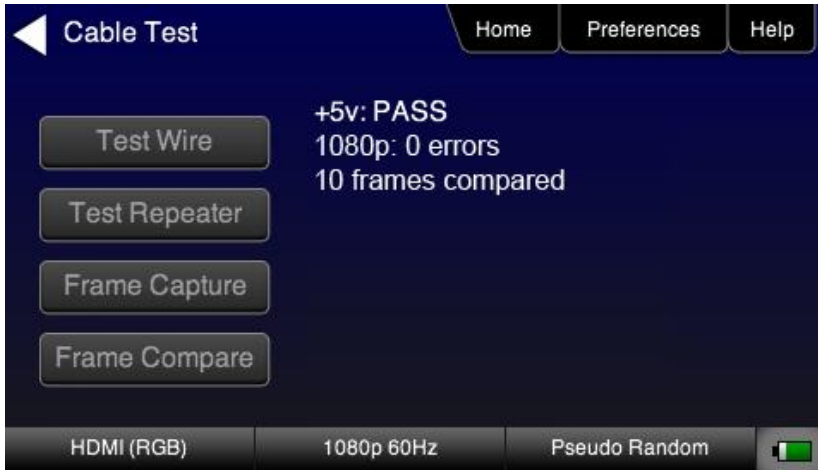 Cable Test
Home
Preferences
Help
Test Wire
Test Repeater
Frame Capture
Frame Compare
+5v: PASS
1080p: 0 errors
10 frames compared
HDMI (RGB)
1080p 60Hz
Pseudo Random